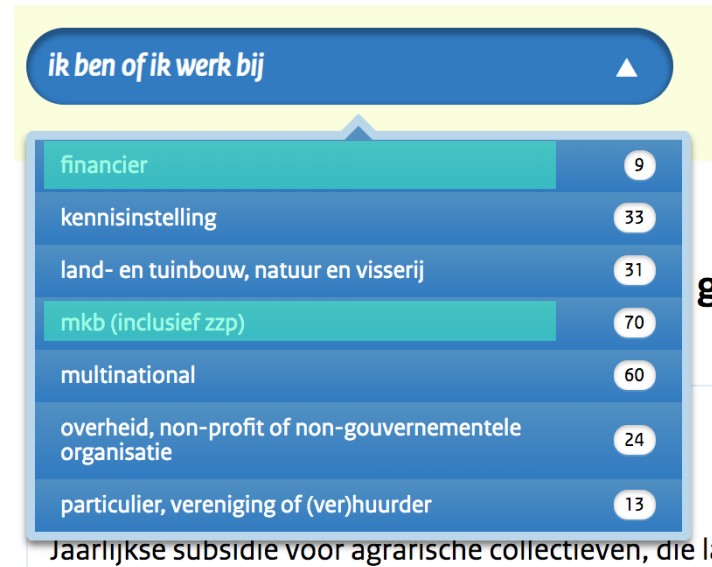 ik ben of ik werk bij
financier 9
kennisinstelling 33
land- en tuinbouw, natuur en visserij 31
mkb (inclusief zzp) 70
multinational 60
overheid, non-profit of non-gouvernementele
organisatie 24
particulier, vereniging of (ver)huurder 13
Jaarlijkse subsidie voor agrarische collectieven, die